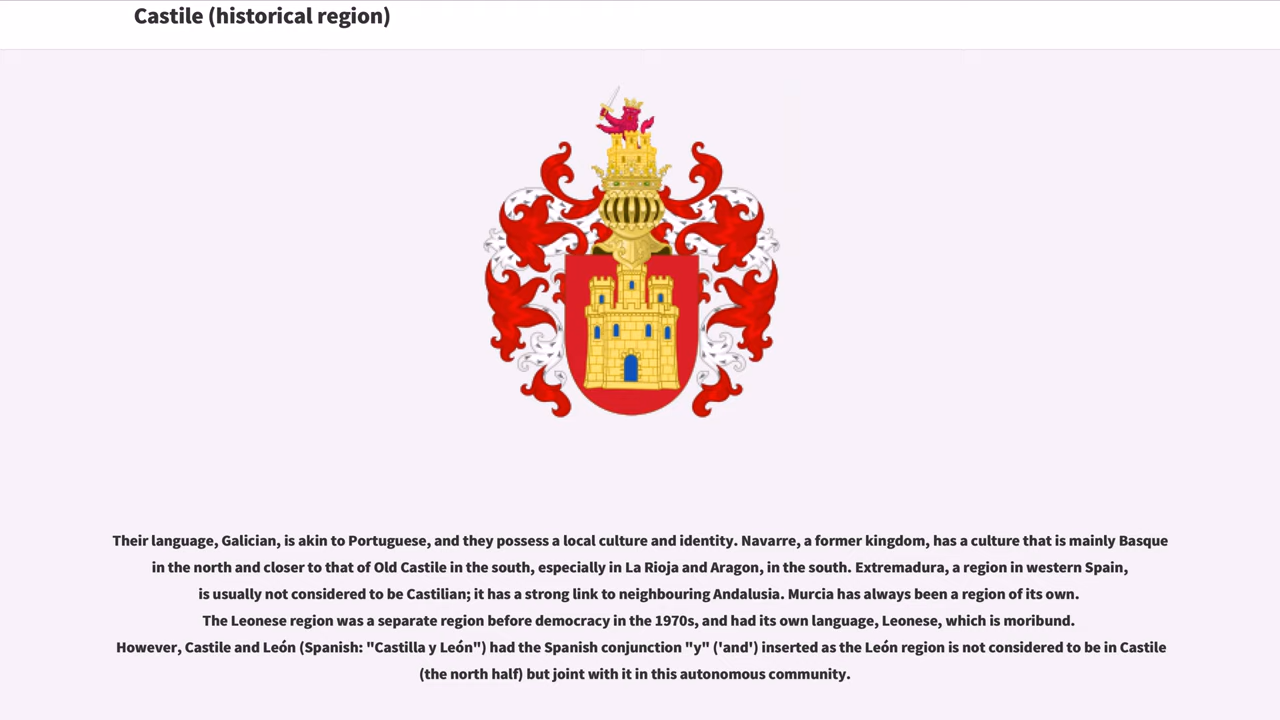 Castile (historical region)
Their language, Galician, is akin to Portuguese, and they possess a local culture and identity. Navarre, a former kingdom, has a culture that is mainly Basque
in the north and closer to that of Old Castile in the south, especially in La Rioja and Aragon, in the south. Extremadura, a region in western Spain,
is usually not considered to be Castilian; it has a strong link to neighbouring Andalusia. Murcia has always been a region of its own.
The Leonese region was a separate region before democracy in the 1970s, and had its own language, Leonese, which is moribund.
However, Castile and León (Spanish: "Castilla y León") had the Spanish conjunction "y" ('and') inserted as the León region is not considered to be in Castile
(the north half) but joint with it in this autonomous community.